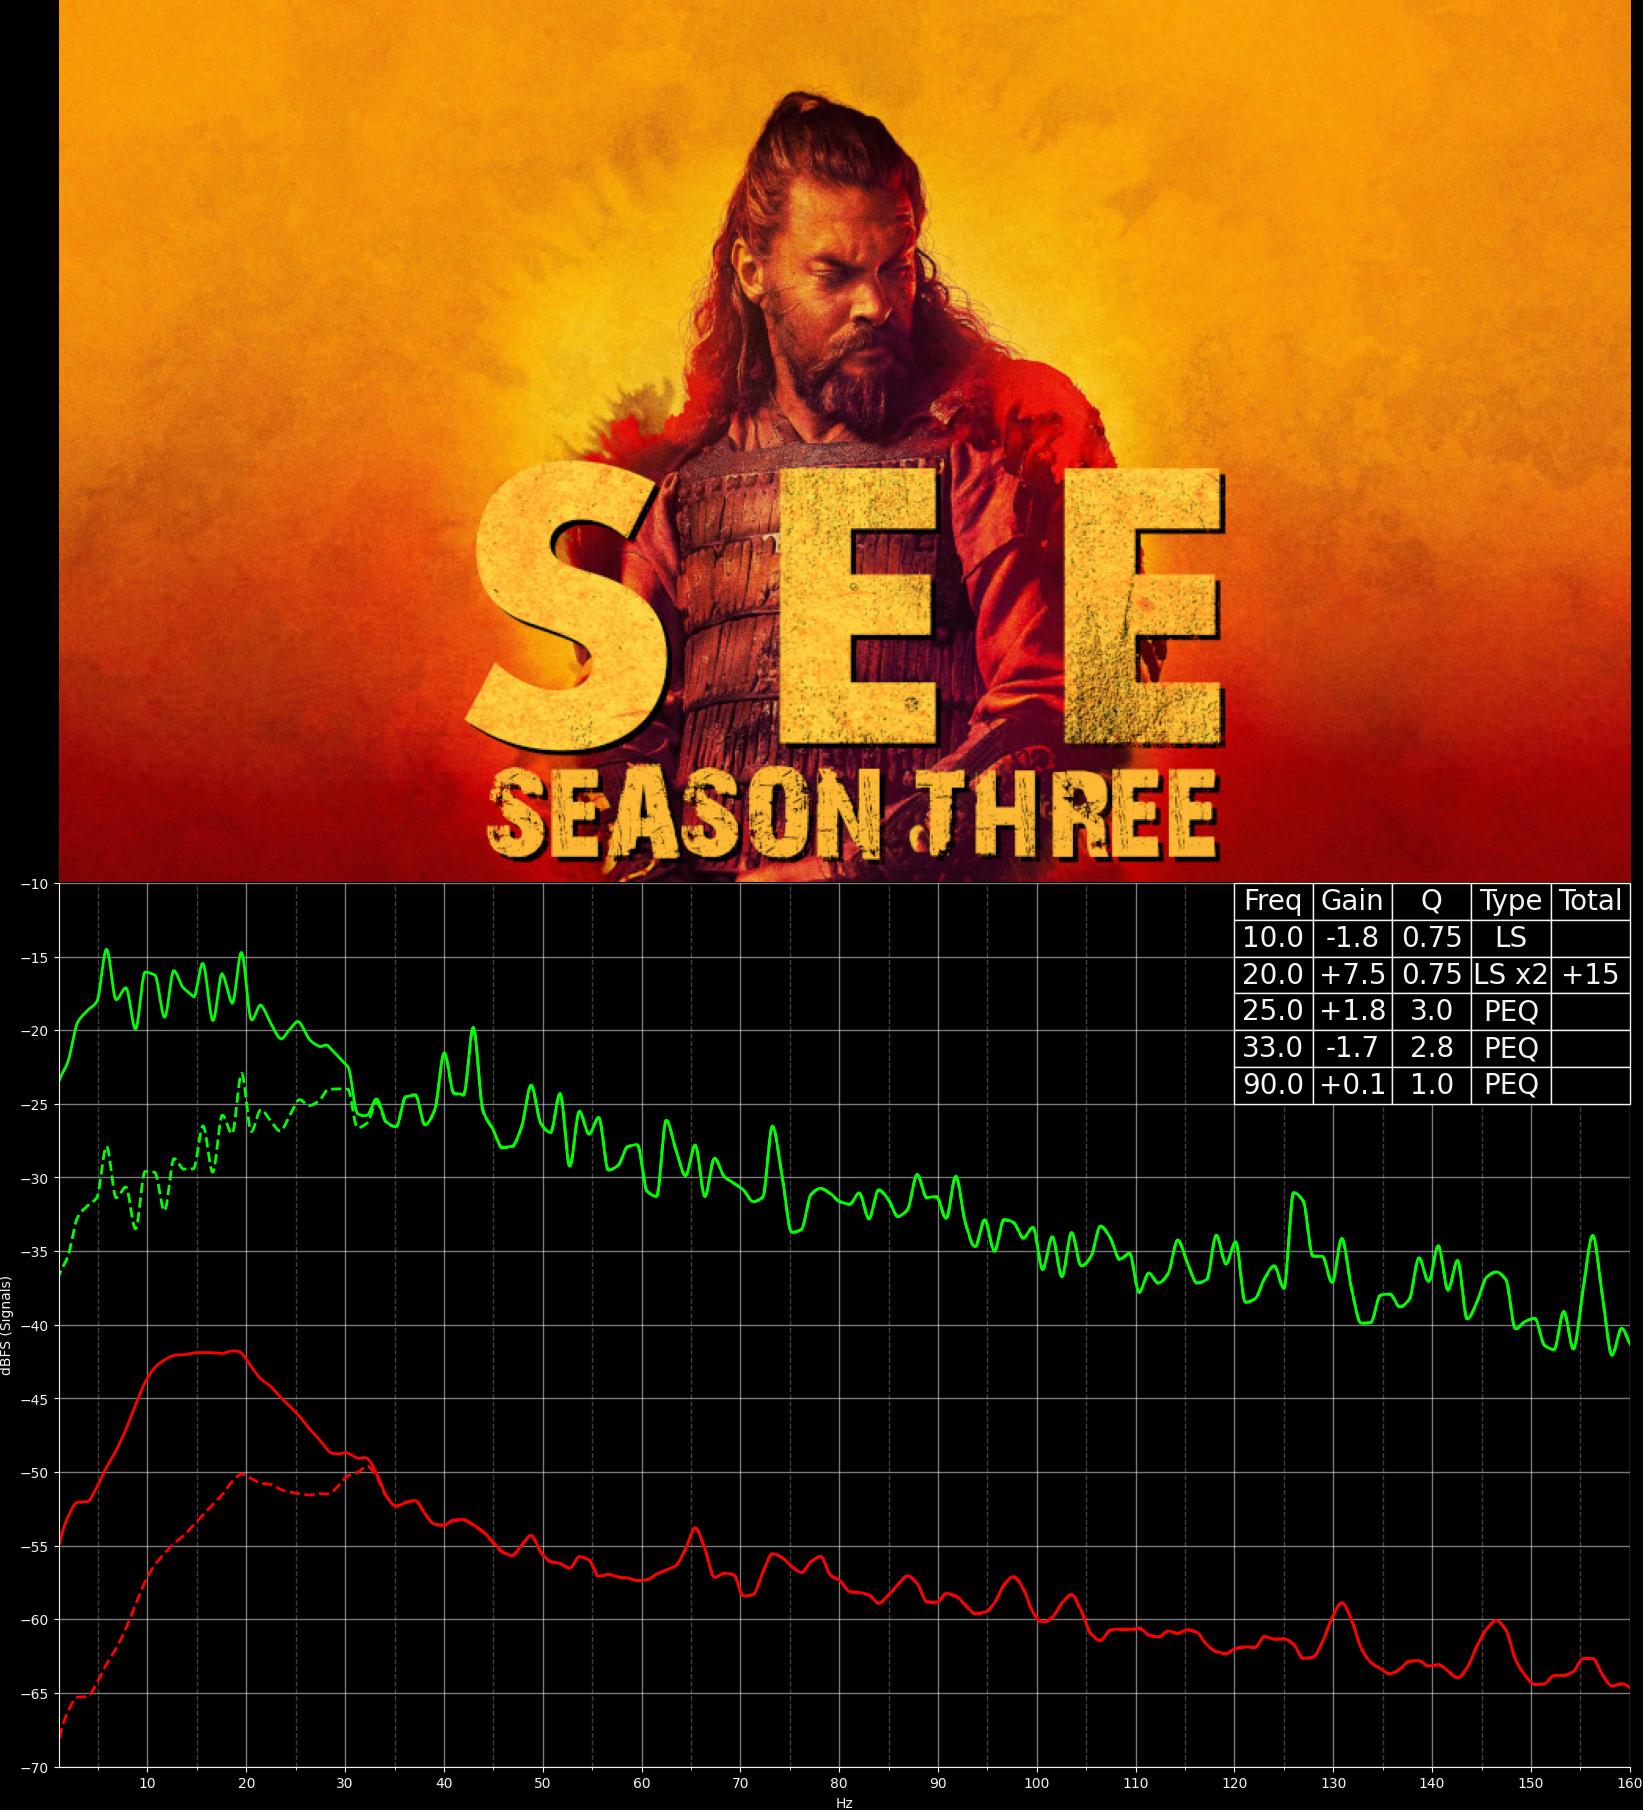 SEE
SEASON THREE
Freq Gain Q Type Total
10.0 -1.8 0.75 LS
20.0 +7.5 0.75 LS x2 +15
25.0 +1.8 3.0 PEQ
33.0 -1.7 2.8 PEQ
90.0 +0.1 1.0 PEQ
−10
−15
−20
−25
−30
−35
−40
−45
−50
−55
−60
−65
−70
dBFS (Signals)
10 20 30 40 50 60 70 80 90 100 110 120 130 140 150 160
Hz